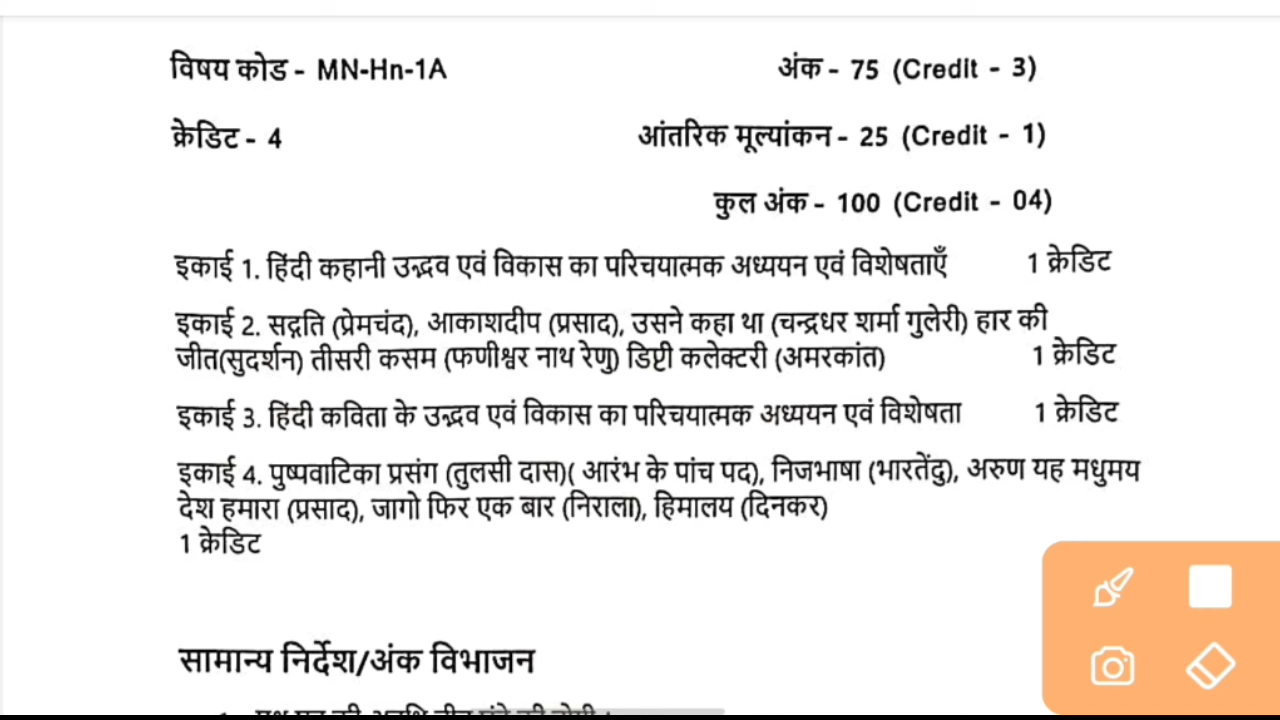 विषय कोड - MN-Hn-1A अंक - 75 (Credit - 3)
क्रेडिट - 4 आंतरिक मूल्यांकन - 25 (Credit - 1)
कुल अंक - 100 (Credit - 04)
इकाई 1. हिंदी कहानी उद्भव एवं विकास का परिचयात्मक अध्ययन एवं विशेषताएँ 1 क्रेडिट
इकाई 2. सद्गति (प्रेमचंद), आकाशदीप (प्रसाद), उसने कहा था (चन्द्रधर शर्मा गुलेरी) हार की
जीत(सुदर्शन) तीसरी कसम (फणीश्वर नाथ रेणु) डिप्टी कलेक्टरी (अमरकांत) 1 क्रेडिट
इकाई 3. हिंदी कविता के उद्भव एवं विकास का परिचयात्मक अध्ययन एवं विशेषता 1 क्रेडिट
इकाई 4. पुष्पवाटिका प्रसंग (तुलसी दास)( आरंभ के पांच पद), निजभाषा (भारतेंदु), अरुण यह मधुमय
देश हमारा (प्रसाद), जागो फिर एक बार (निराला), हिमालय (दिनकर)
1 क्रेडिट
सामान्य निर्देश/अंक विभाजन